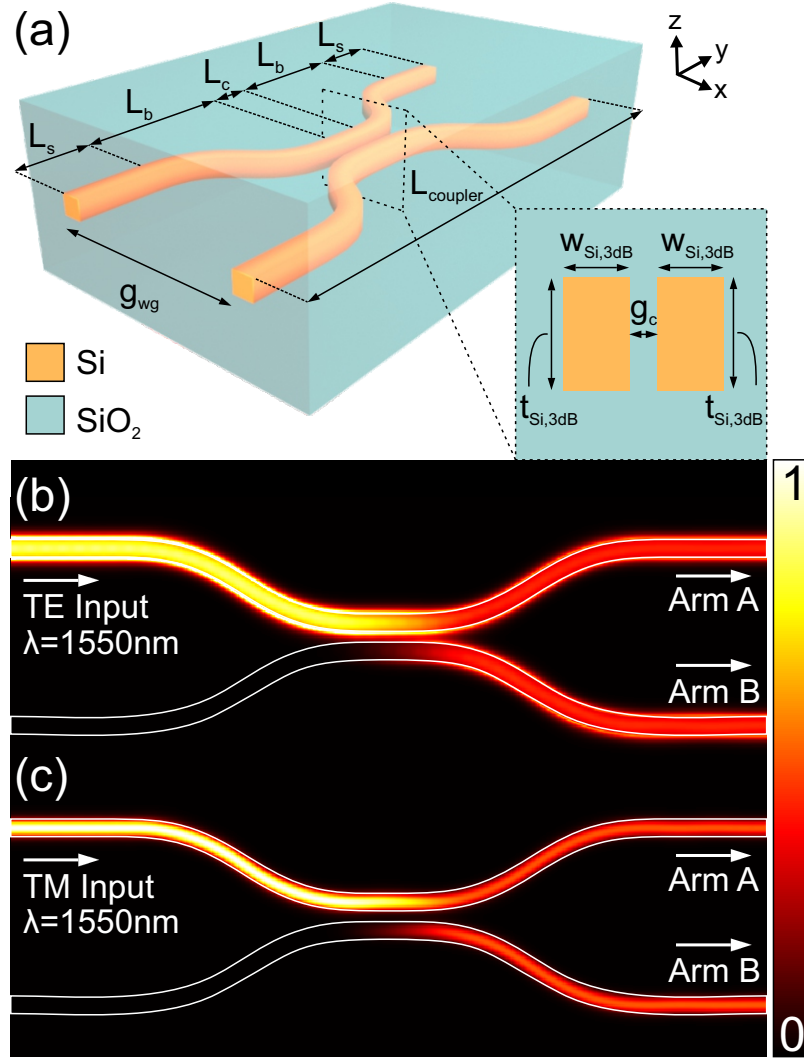 (a)
L_s
L_b
L_c
L_b
L_s
z
y
x
L_coupler
g_wg
w_Si,3dB w_Si,3dB
g_c
t_Si,3dB t_Si,3dB
Si
SiO₂
(b)
1
TE Input
λ=1550nm
Arm A
Arm B
(c)
TM Input
λ=1550nm
Arm A
Arm B
0